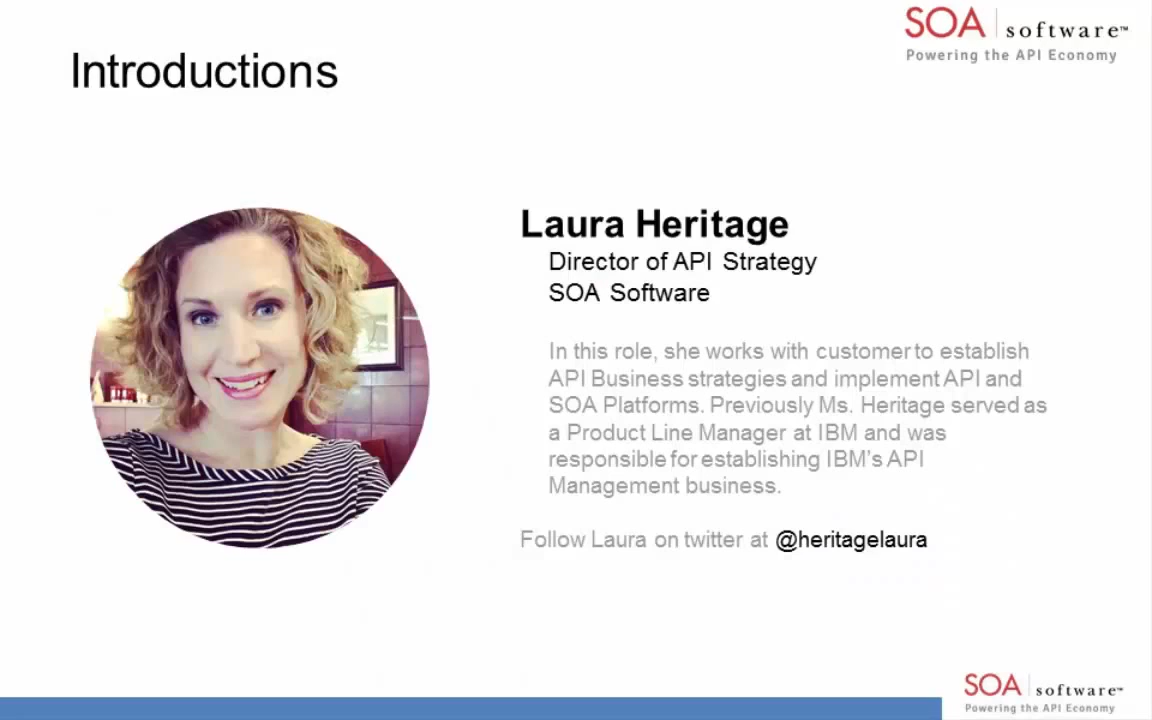 SOA software™
Powering the API Economy
Introductions
Laura Heritage
Director of API Strategy
SOA Software
In this role, she works with customer to establish
API Business strategies and implement API and
SOA Platforms. Previously Ms. Heritage served as
a Product Line Manager at IBM and was
responsible for establishing IBM's API
Management business.
Follow Laura on twitter at @heritagelaura
SOA software™
Powering the API Economy